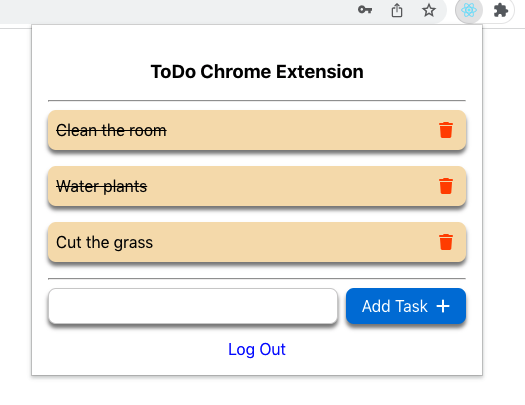 ToDo Chrome Extension
Clean the room
Water plants
Cut the grass
Add Task +
Log Out